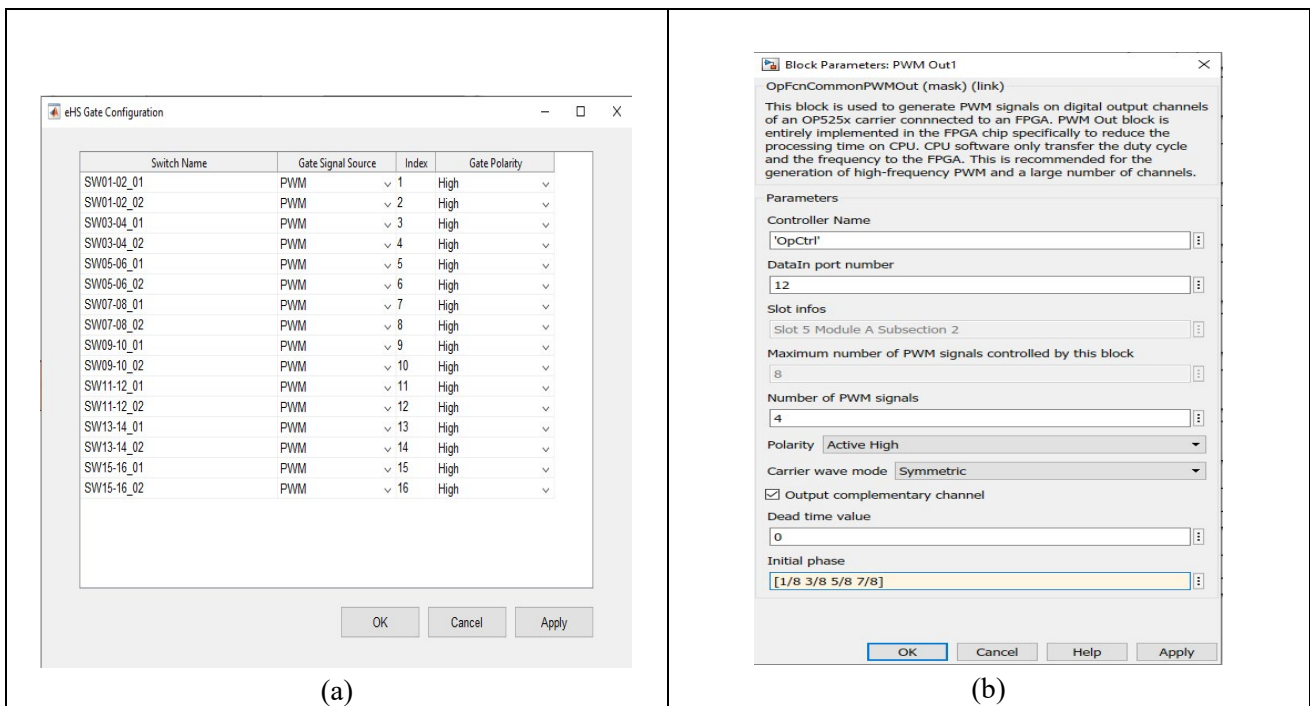 eHS Gate Configuration
Switch Name Gate Signal Source Index Gate Polarity
SW01-02_01 PWM 1 High
SW01-02_02 PWM 2 High
SW03-04_01 PWM 3 High
SW03-04_02 PWM 4 High
SW05-06_01 PWM 5 High
SW05-06_02 PWM 6 High
SW07-08_01 PWM 7 High
SW07-08_02 PWM 8 High
SW09-10_01 PWM 9 High
SW09-10_02 PWM 10 High
SW11-12_01 PWM 11 High
SW11-12_02 PWM 12 High
SW13-14_01 PWM 13 High
SW13-14_02 PWM 14 High
SW15-16_01 PWM 15 High
SW15-16_02 PWM 16 High
OK Cancel Apply
(a)
Block Parameters: PWM Out1
OpFcnCommonPWMOut (mask) (link)
This block is used to generate PWM signals on digital output channels
of an OP525x carrier connnected to an FPGA. PWM Out block is
entirely implemented in the FPGA chip specifically to reduce the
processing time on CPU. CPU software only transfer the duty cycle
and the frequency to the FPGA. This is recommended for the
generation of high-frequency PWM and a large number of channels.
Parameters
Controller Name
'OpCtrl'
DataIn port number
12
Slot infos
Slot 5 Module A Subsection 2
Maximum number of PWM signals controlled by this block
8
Number of PWM signals
4
Polarity Active High
Carrier wave mode Symmetric
Output complementary channel
Dead time value
0
Initial phase
[1/8 3/8 5/8 7/8]
OK Cancel Help Apply
(b)